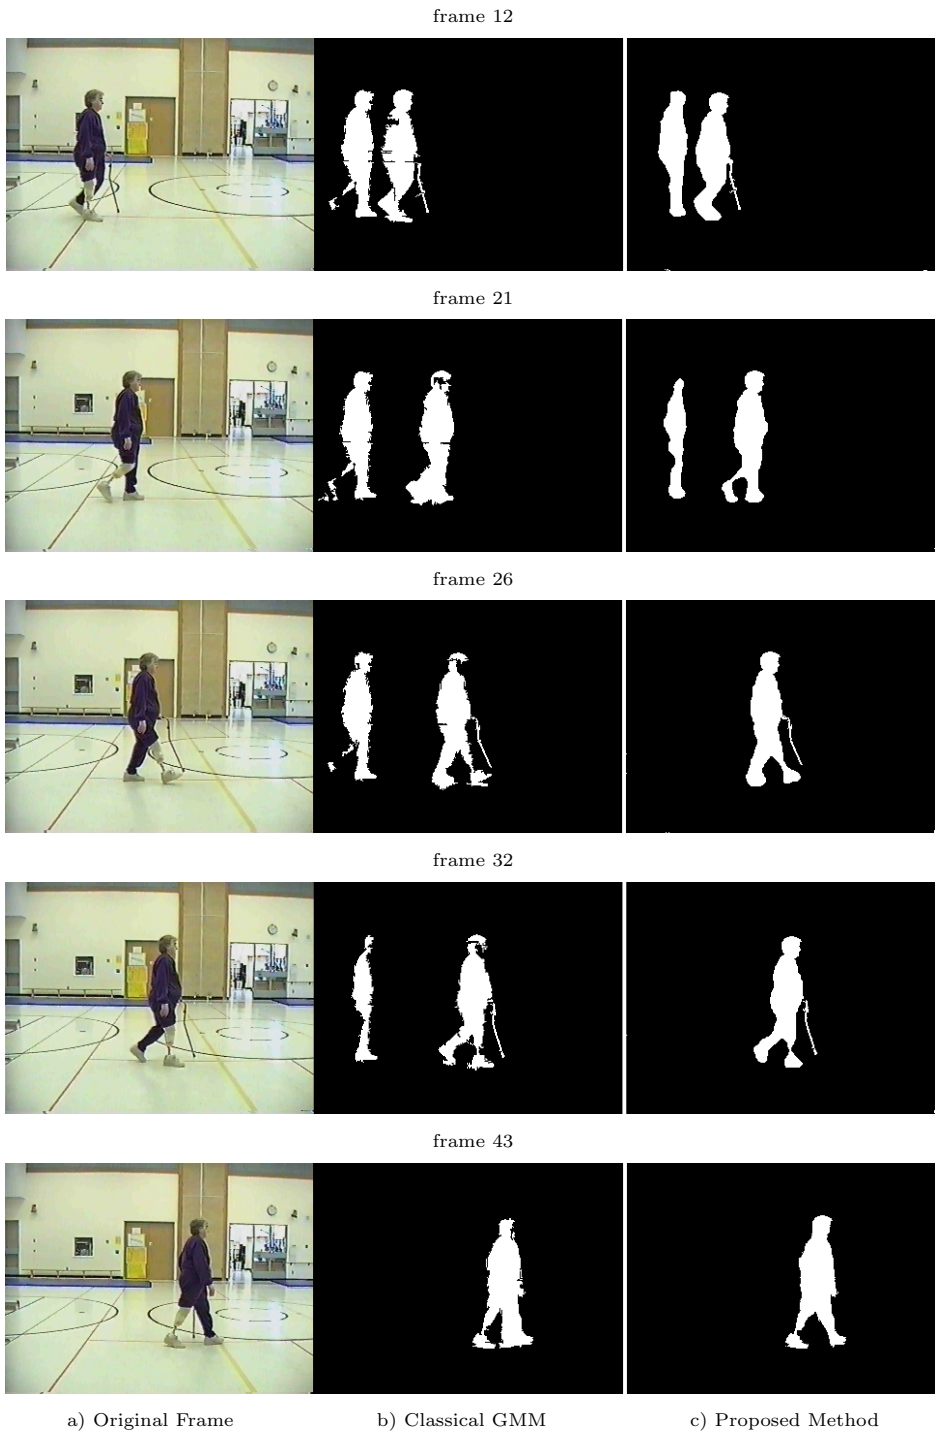 frame 12
frame 21
frame 26
frame 32
frame 43
a) Original Frame
b) Classical GMM
c) Proposed Method